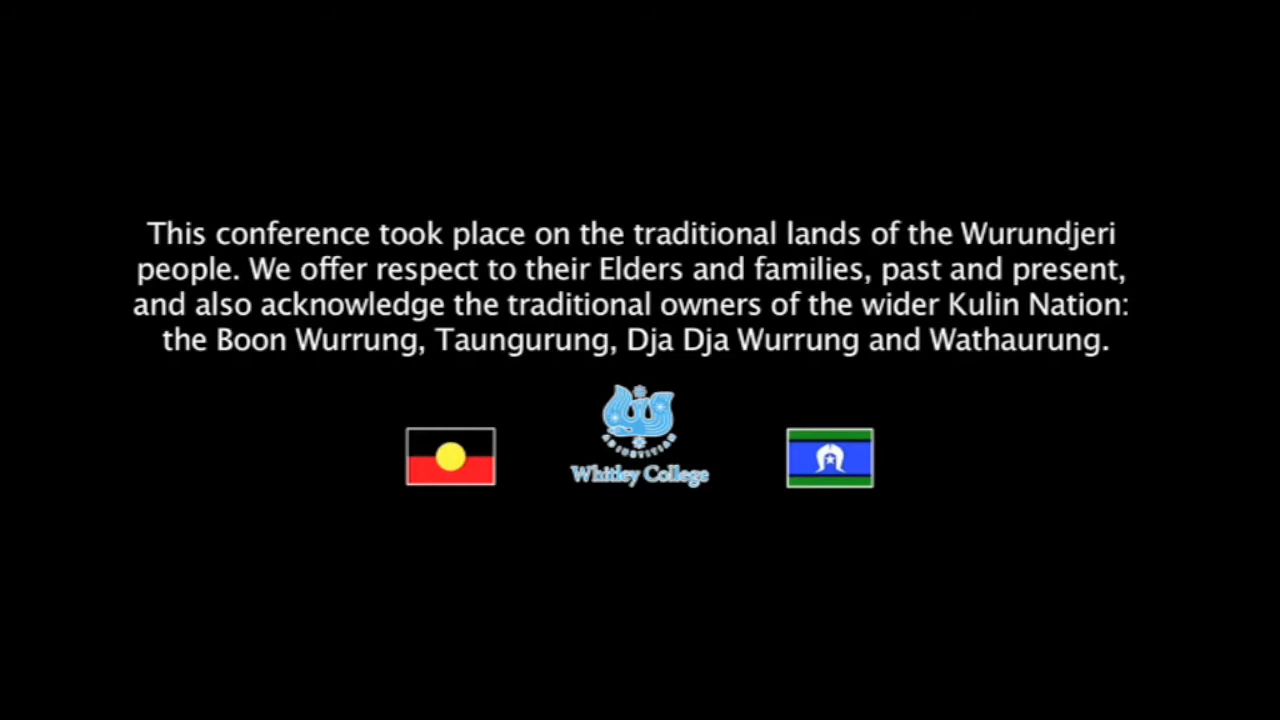 This conference took place on the traditional lands of the Wurundjeri
people. We offer respect to their Elders and families, past and present,
and also acknowledge the traditional owners of the wider Kulin Nation:
the Boon Wurrung, Taungurung, Dja Dja Wurrung and Wathaurung.
Whitley College